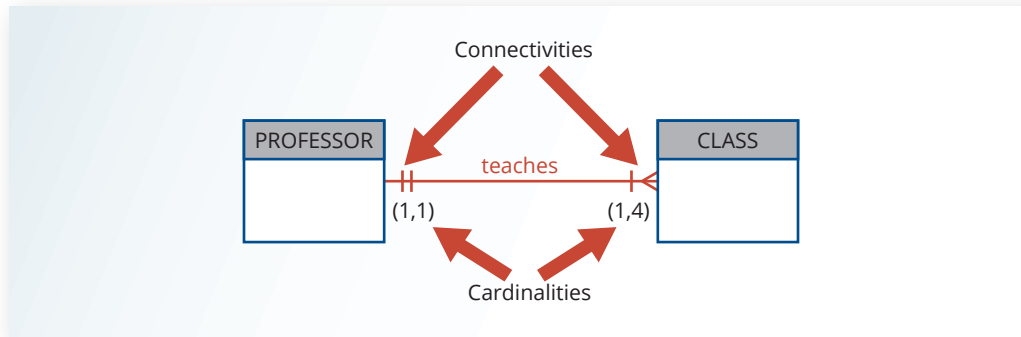 Connectivities
PROFESSOR
CLASS
teaches
(1,1)
(1,4)
Cardinalities